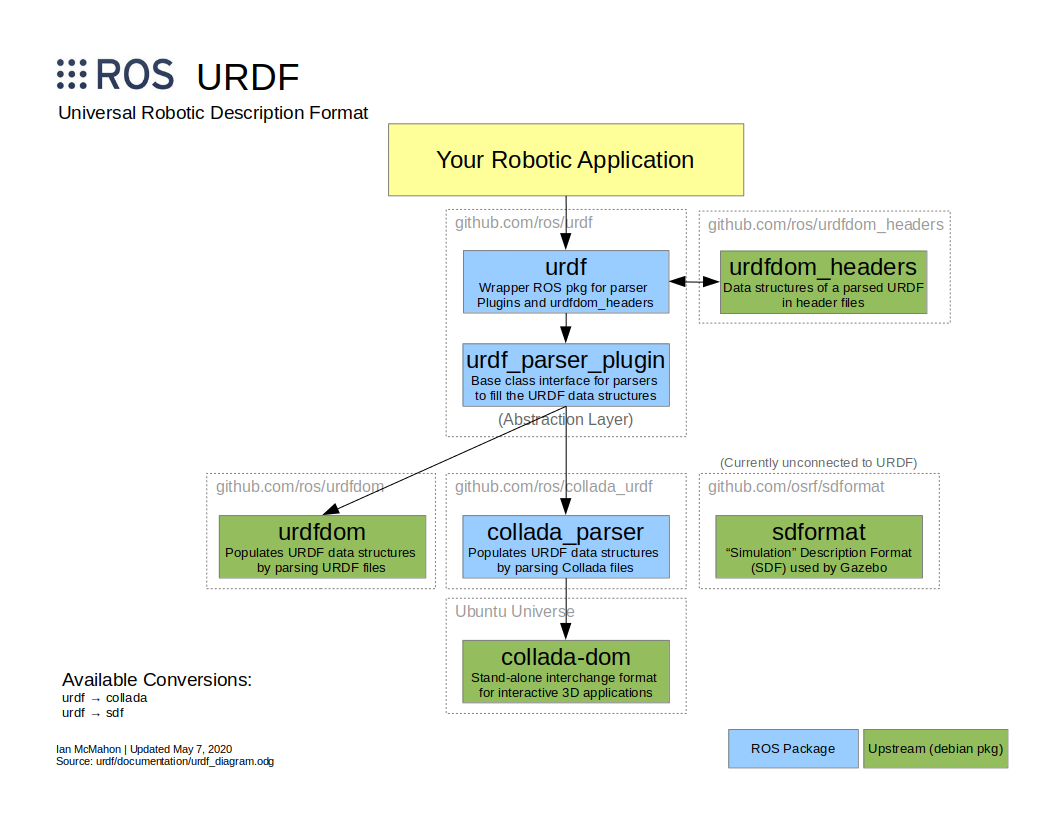 ROS URDF
Universal Robotic Description Format
Your Robotic Application
github.com/ros/urdf
urdf
Wrapper ROS pkg for parser
Plugins and urdfdom_headers
github.com/ros/urdfdom_headers
urdfdom_headers
Data structures of a parsed URDF
in header files
urdf_parser_plugin
Base class interface for parsers
to fill the URDF data structures
(Abstraction Layer)
github.com/ros/urdfdom
urdfdom
Populates URDF data structures
by parsing URDF files
github.com/ros/collada_urdf
collada_parser
Populates URDF data structures
by parsing Collada files
(Currently unconnected to URDF)
github.com/osrf/sdformat
sdformat
“Simulation” Description Format
(SDF) used by Gazebo
Ubuntu Universe
collada-dom
Stand-alone interchange format
for interactive 3D applications
Available Conversions:
urdf → collada
urdf → sdf
Ian McMahon | Updated May 7, 2020
Source: urdf/documentation/urdf_diagram.odg
ROS Package
Upstream (debian pkg)